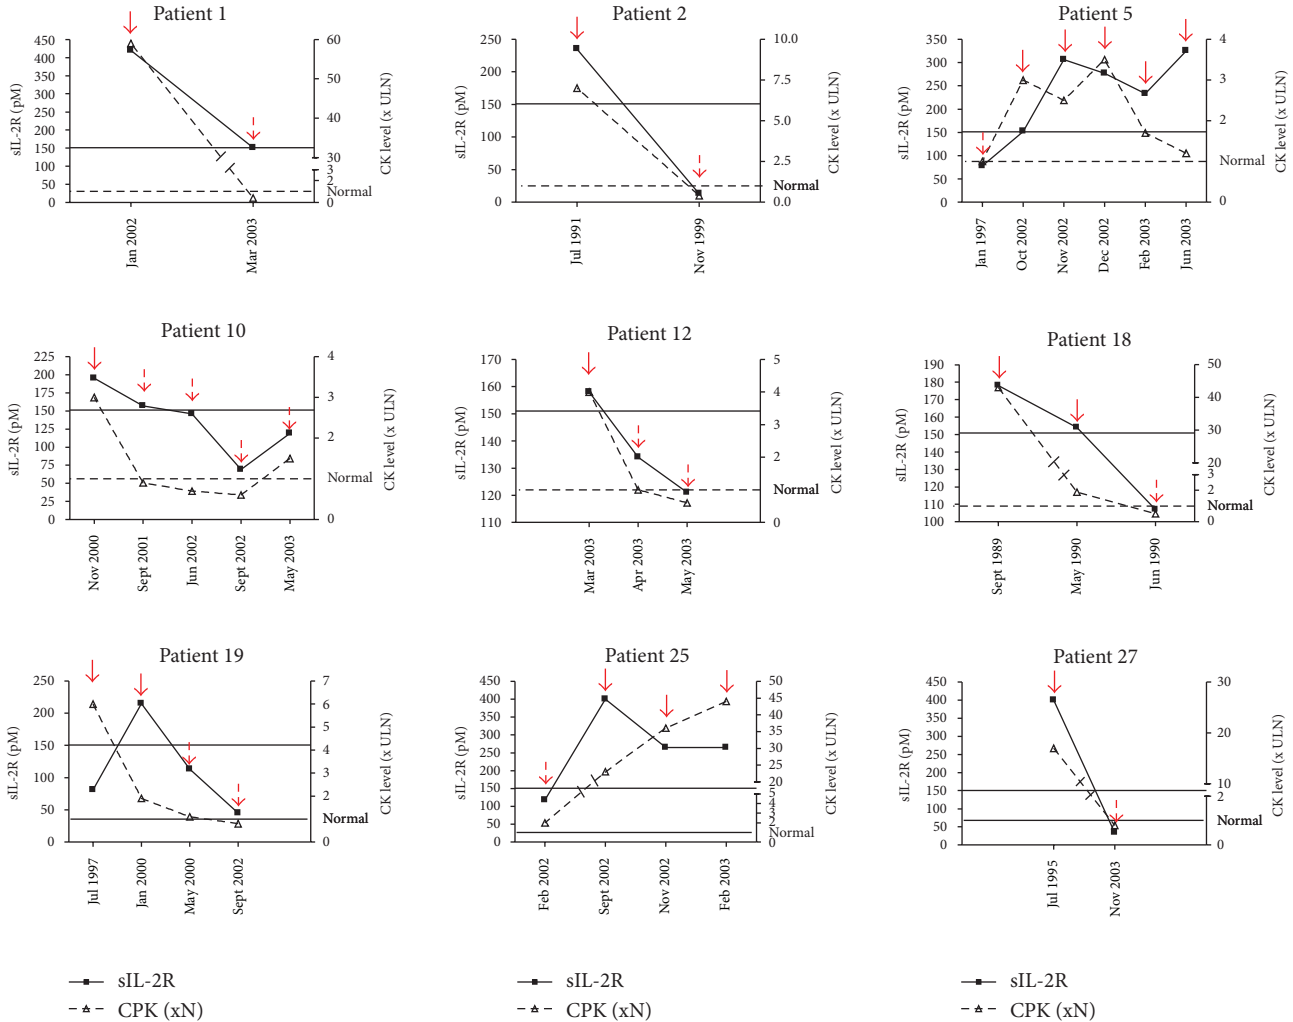 Patient 1
sIL-2R (pM)
450
400
350
300
250
200
150
100
50
0
60
50
40
30
3
2
0
Normal
CK level (x ULN)
Jan 2002
Mar 2003
Patient 2
sIL-2R (pM)
250
200
150
100
50
0
10.0
7.5
5.0
2.5
Normal
0.0
CK level (x ULN)
Jul 1991
Nov 1999
Patient 5
sIL-2R (pM)
350
300
250
200
150
100
50
0
4
3
2
Normal
0
CK level (x ULN)
Jan 1997
Oct 2002
Nov 2002
Dec 2002
Feb 2003
Jun 2003
Patient 10
sIL-2R (pM)
225
200
175
150
125
100
75
50
25
0
4
3
2
Normal
0
CK level (x ULN)
Nov 2000
Sept 2001
Jun 2002
Sept 2002
May 2003
Patient 12
sIL-2R (pM)
170
160
150
140
130
120
110
5
4
3
2
Normal
0
CK level (x ULN)
Mar 2003
Apr 2003
May 2003
Patient 18
sIL-2R (pM)
190
180
170
160
150
140
130
120
110
100
50
40
30
20
3
2
Normal
0
CK level (x ULN)
Sept 1989
May 1990
Jun 1990
Patient 19
sIL-2R (pM)
250
200
150
100
50
0
7
6
5
4
3
2
Normal
0
CK level (x ULN)
Jul 1997
Jan 2000
May 2000
Sept 2002
Patient 25
sIL-2R (pM)
450
400
350
300
250
200
150
100
50
0
50
45
40
35
30
25
20
5
4
3
2
Normal
0
CK level (x ULN)
Feb 2002
Sept 2002
Nov 2002
Feb 2003
Patient 27
sIL-2R (pM)
450
400
350
300
250
200
150
100
50
0
30
20
10
2
Normal
0
CK level (x ULN)
Jul 1995
Nov 2003
sIL-2R
CPK (xN)
sIL-2R
CPK (xN)
sIL-2R
CPK (xN)